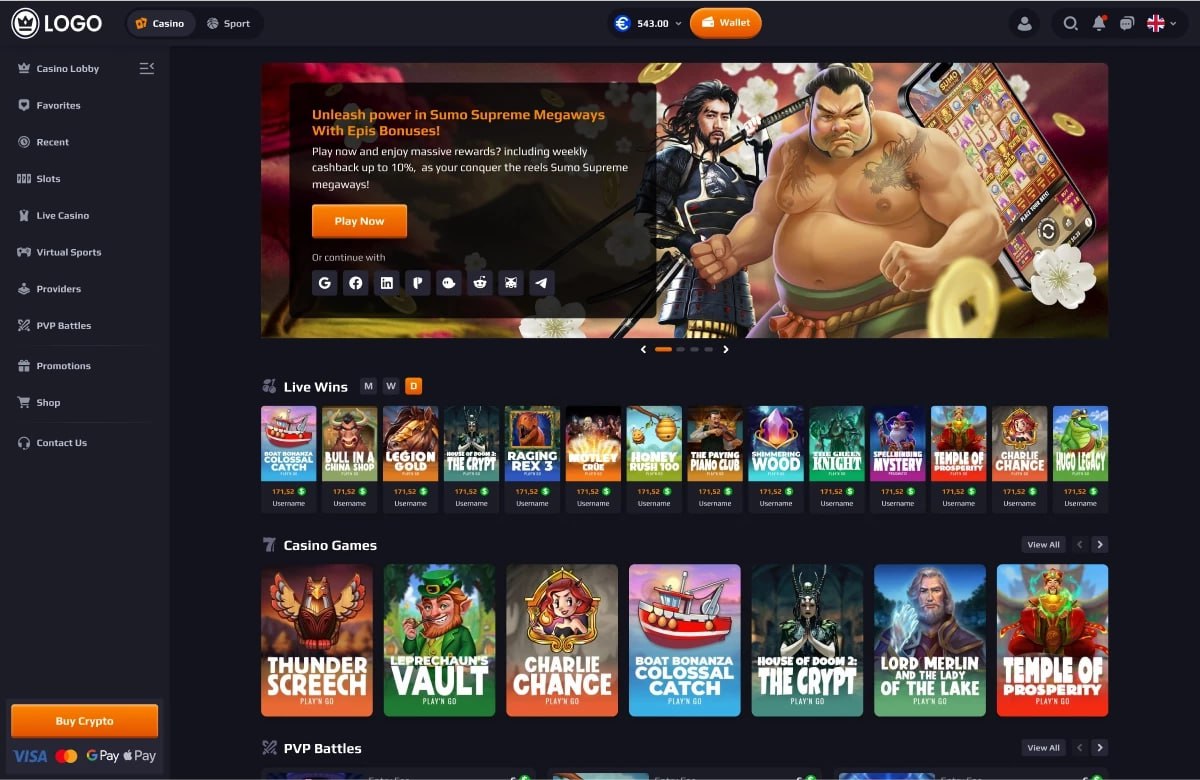 LOGO
Casino
Sport
543.00
Wallet
Casino Lobby
Favorites
Recent
Slots
Live Casino
Virtual Sports
Providers
PVP Battles
Promotions
Shop
Contact Us
Buy Crypto
VISA
G Pay
Pay
Unleash power in Sumo Supreme Megaways
With Epis Bonuses!
Play now and enjoy massive rewards? including weekly
cashback up to 10%, as your conquer the reels Sumo Supreme
megaways!
Play Now
Or continue with
SUMO
PLACE YOUR BETS!
Live Wins
M
W
D
BOAT BONANZA
COLOSSAL
CATCH
171,52
Username
BULL IN A
CHINA SHOP
171,52
Username
LEGION
GOLD
171,52
Username
HOUSE OF DOOM 2:
THE CRYPT
171,52
Username
RAGING
REX 3
171,52
Username
MÖTLEY
CRÜE
171,52
Username
HONEY
RUSH 100
171,52
Username
THE PAYING
PIANO CLUB
171,52
Username
SHIMMERING
WOOD
171,52
Username
THE GREEN
KNIGHT
171,52
Username
SPELLBINDING
MYSTERY
171,52
Username
TEMPLE OF
PROSPERITY
171,52
Username
CHARLIE
CHANCE
171,52
Username
HUGO LEGACY
171,52
Username
Casino Games
View All
THUNDER
SCREECH
PLAY'N GO
LEPRECHAUN'S
VAULT
PLAY'N GO
CHARLIE
CHANCE
PLAY'N GO
BOAT BONANZA
COLOSSAL
CATCH
PLAY'N GO
HOUSE OF DOOM 2:
THE CRYPT
PLAY'N GO
LORD MERLIN
AND THE LADY
OF THE LAKE
PLAY'N GO
TEMPLE OF
PROSPERITY
PLAY'N GO
PVP Battles
View All